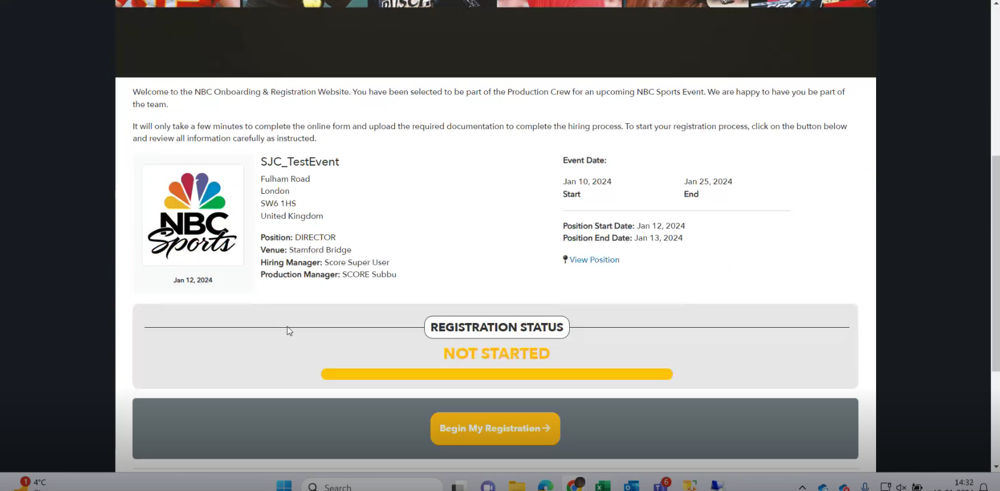 Welcome to the NBC Onboarding & Registration Website. You have been selected to be part of the Production Crew for an upcoming NBC Sports Event. We are happy to have you be part of
the team.
It will only take a few minutes to complete the online form and upload the required documentation to complete the hiring process. To start your registration process, click on the button below
and review all information carefully as instructed.
NBC
Sports
Jan 12, 2024
SJC_TestEvent
Fulham Road
London
SW6 1HS
United Kingdom
Position: DIRECTOR
Venue: Stamford Bridge
Hiring Manager: Score Super User
Production Manager: SCORE Subbu
Event Date:
Jan 10, 2024 Jan 25, 2024
Start End
Position Start Date: Jan 12, 2024
Position End Date: Jan 13, 2024
View Position
REGISTRATION STATUS
NOT STARTED
Begin My Registration
1 4°C
Search
6
14:32